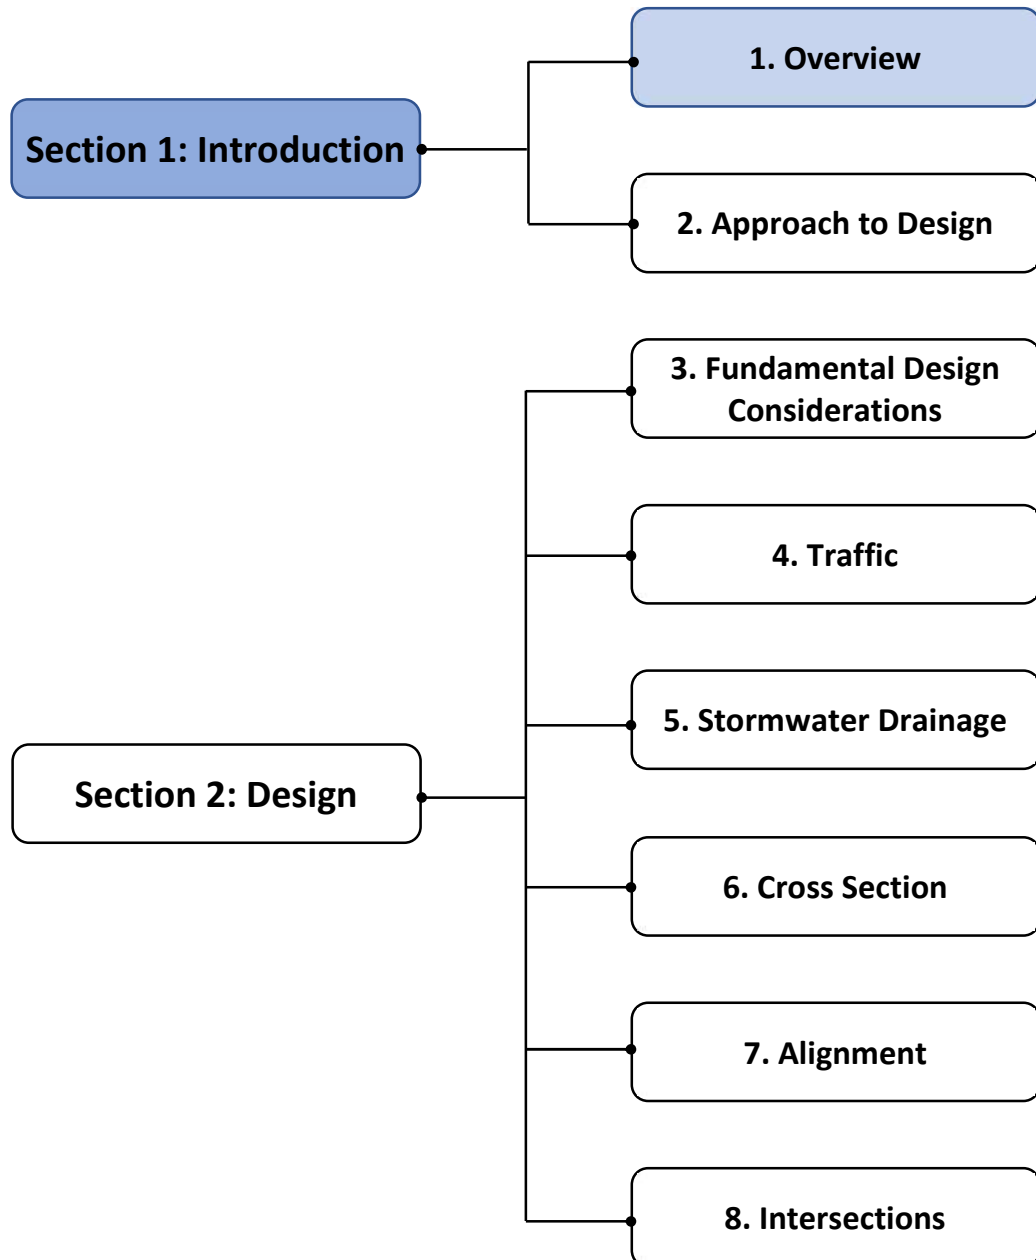 1. Overview
Section 1: Introduction
2. Approach to Design
3. Fundamental Design
Considerations
4. Traffic
5. Stormwater Drainage
Section 2: Design
6. Cross Section
7. Alignment
8. Intersections